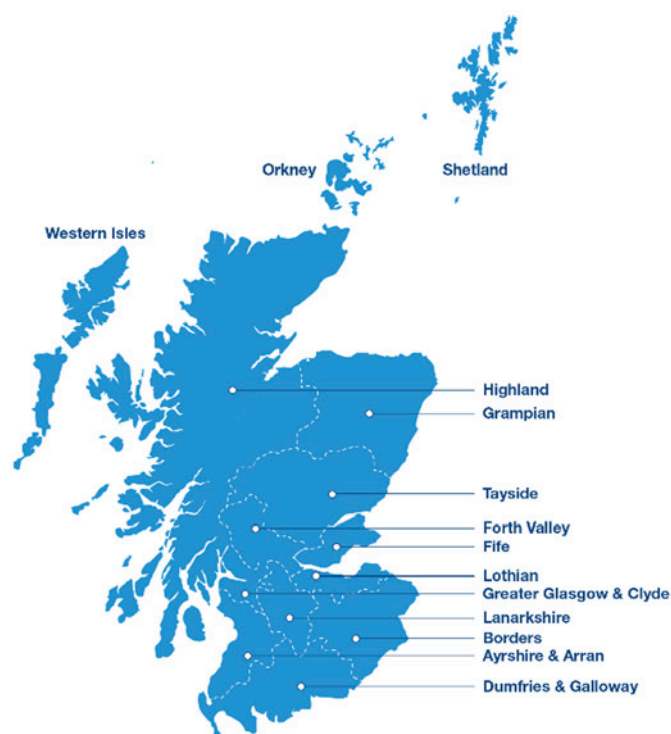 Orkney
Shetland
Western Isles
Highland
Grampian
Tayside
Forth Valley
Fife
Lothian
Greater Glasgow & Clyde
Lanarkshire
Borders
Ayrshire & Arran
Dumfries & Galloway